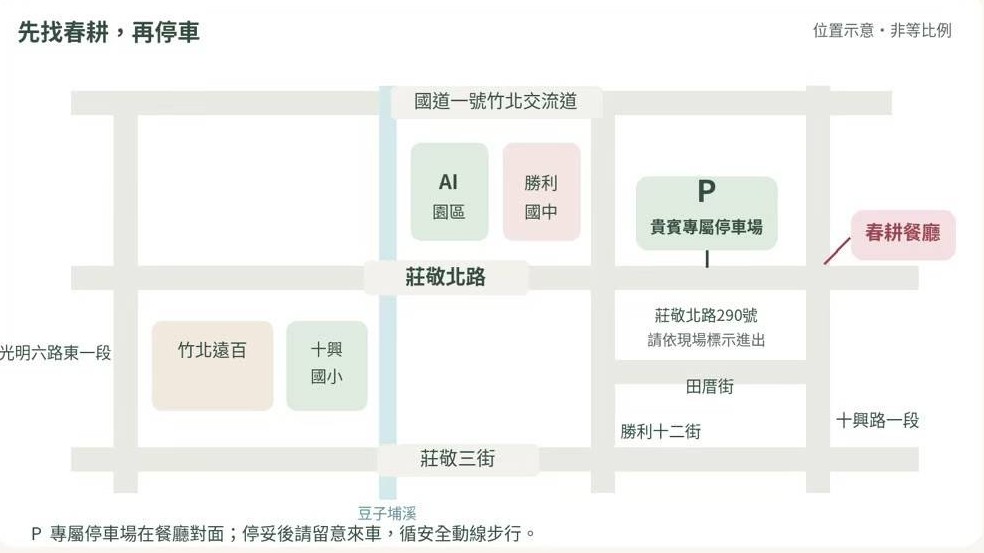 先找春耕，再停車
位置示意・非等比例
國道一號竹北交流道
AI
園區
勝利
國中
P
貴賓專屬停車場
春耕餐廳
莊敬北路
莊敬北路290號
請依現場標示進出
竹北遠百
十興
國小
光明六路東一段
田厝街
十興路一段
勝利十二街
莊敬三街
豆子埔溪
P 專屬停車場在餐廳對面；停妥後請留意來車，循安全動線步行。